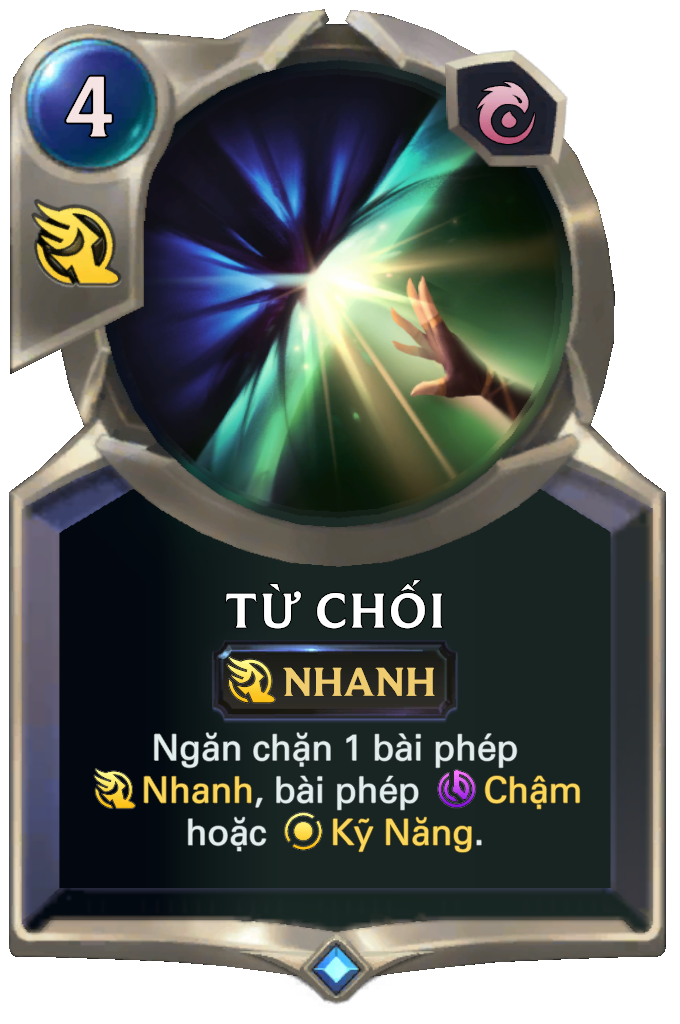 4
TỪ CHỐI
NHANH
Ngăn chặn 1 bài phép
Nhanh, bài phép Chậm
hoặc Kỹ Năng.